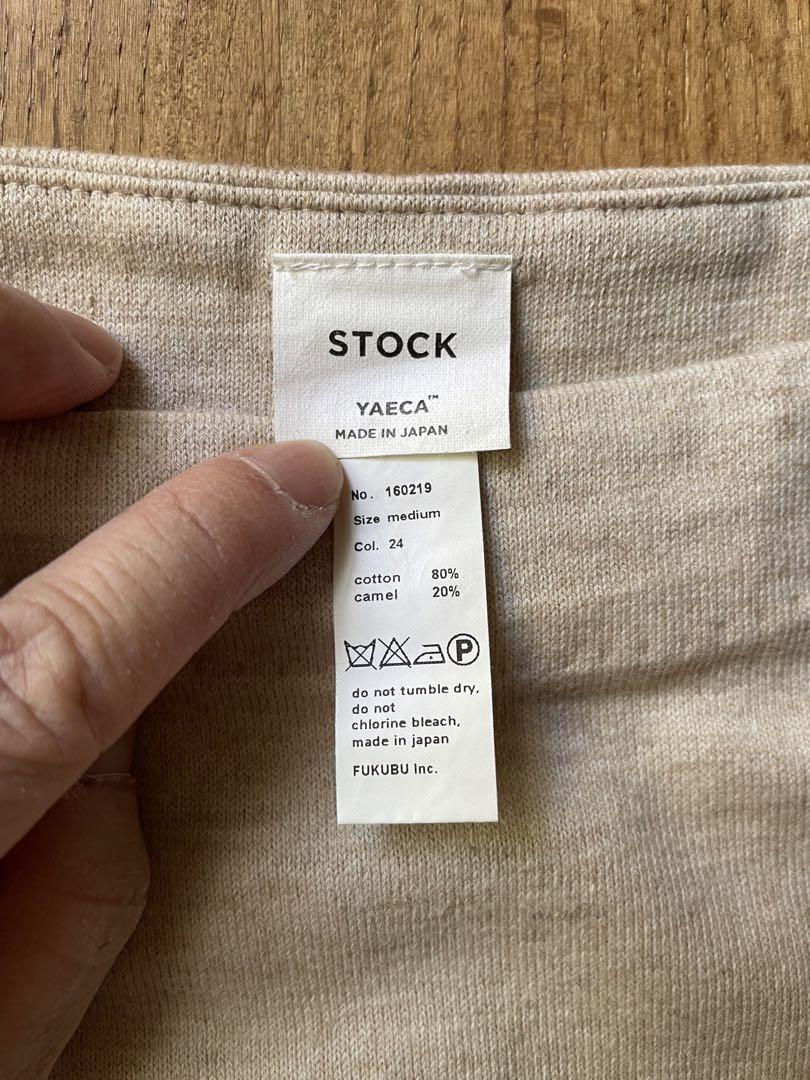 STOCK
YAECA™
MADE IN JAPAN
No. 160219
Size medium
Col. 24
cotton 80%
camel 20%
P
do not tumble dry,
do not
chlorine bleach,
made in japan
FUKUBU Inc.